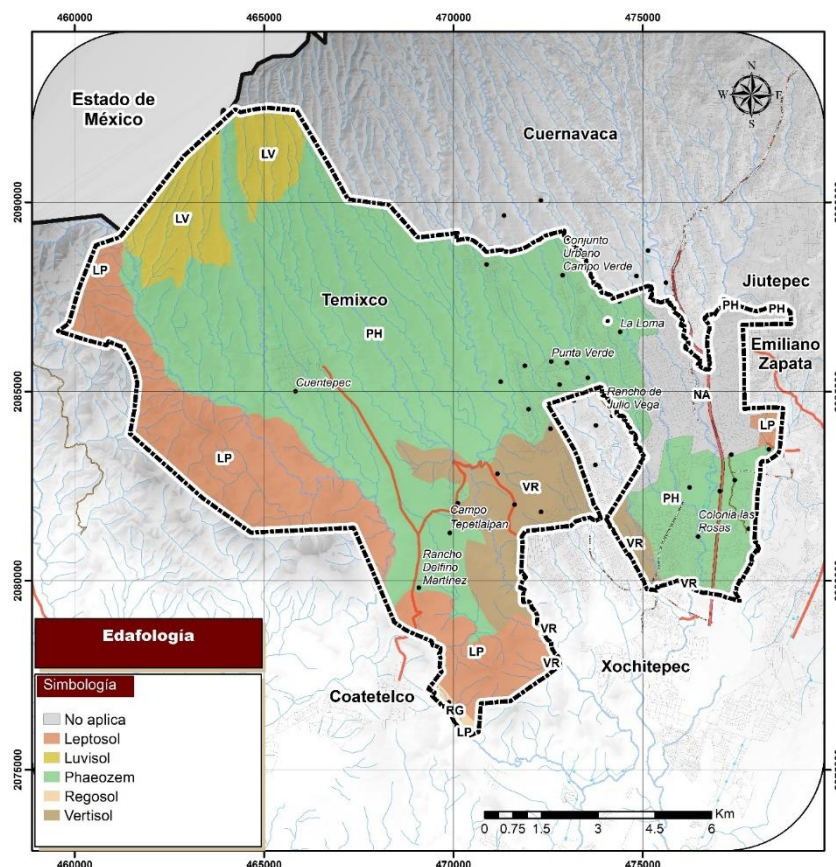 460000
465000
470000
475000
Estado de
México
N
W
E
S
Cuernavaca
2090000
LV
LV
Conjunto
Urbano
Campo Verde
LP
Jiutepec
PH
PH
Temixco
PH
La Loma
Emiliano
Zapata
Punta Verde
2085000
Cuentepec
Rancho de
Julio Vega
NA
LP
LP
VR
PH
Campo
Tepetlaipan
Colonia las
Rosas
VR
2080000
Rancho
Delfino
Martínez
VR
VR
LP
VR
Xochitepec
Coatetelco
RG
LP
2075000
Edafología
Simbología
No aplica
Leptosol
Luvisol
Phaeozem
Regosol
Vertisol
Km
0 0.75 1.5 3 4.5 6
460000
465000
470000
475000